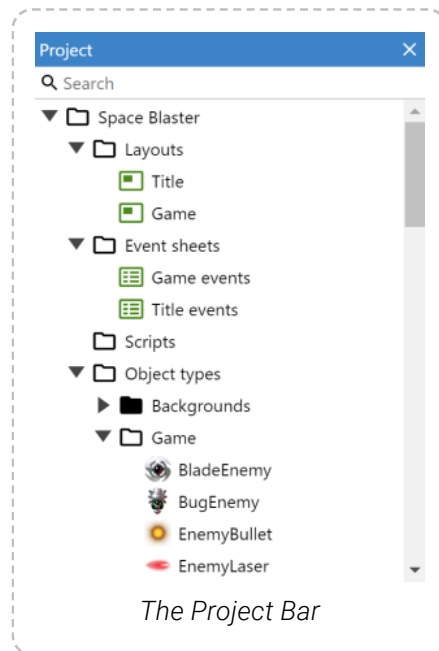 Project
Search
Space Blaster
Layouts
Title
Game
Event sheets
Game events
Title events
Scripts
Object types
Backgrounds
Game
BladeEnemy
BugEnemy
EnemyBullet
EnemyLaser
The Project Bar